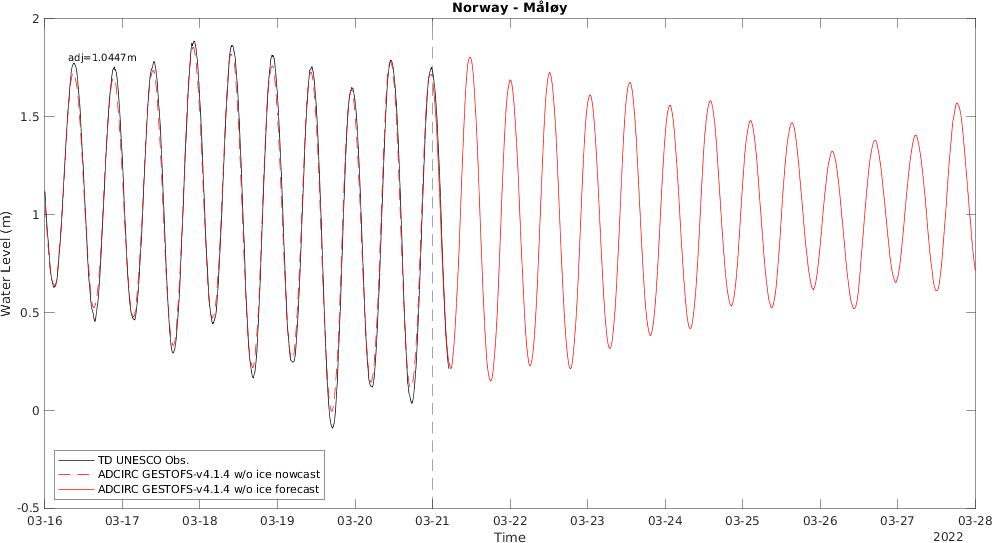 Norway - Måløy
adj=1.0447m
2
1.5
1
0.5
0
-0.5
Water Level (m)
TD UNESCO Obs.
ADCIRC GESTOFS-v4.1.4 w/o ice nowcast
ADCIRC GESTOFS-v4.1.4 w/o ice forecast
03-16 03-17 03-18 03-19 03-20 03-21 03-22 03-23 03-24 03-25 03-26 03-27 03-28
Time
2022